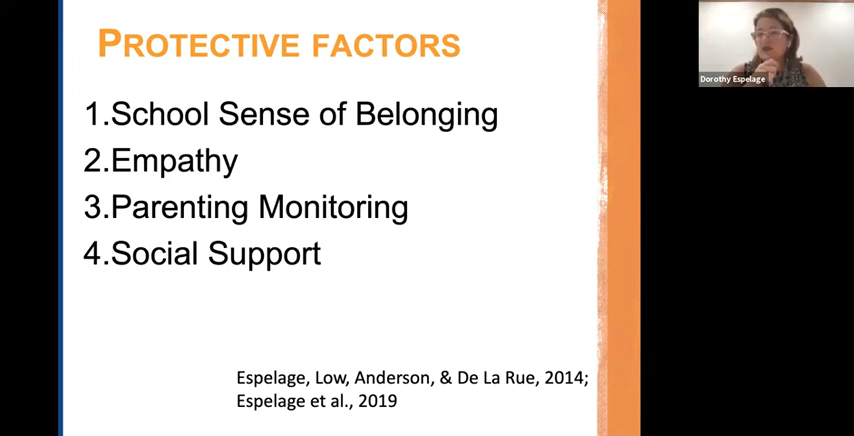 PROTECTIVE FACTORS
1.School Sense of Belonging
2.Empathy
3.Parenting Monitoring
4.Social Support
Espelage, Low, Anderson, & De La Rue, 2014;
Espelage et al., 2019
Dorothy Espelage